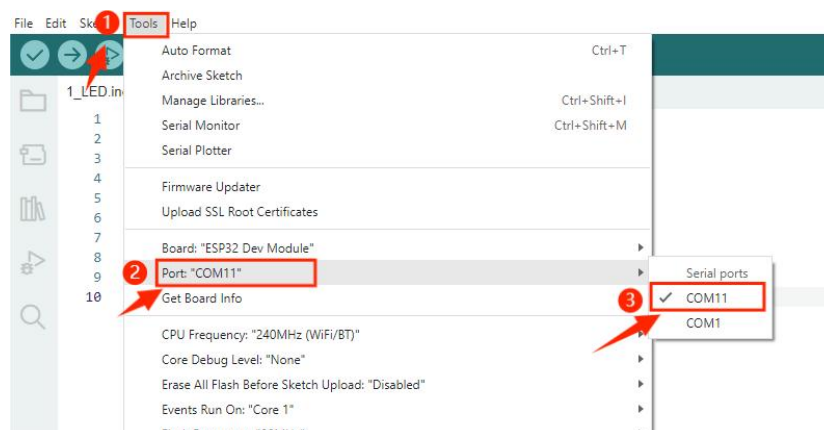 File Edit Ske 1 Tools Help
Auto Format Ctrl+T
Archive Sketch
1_LED.in
Manage Libraries... Ctrl+Shift+I
1
Serial Monitor Ctrl+Shift+M
2
Serial Plotter
3
4
Firmware Updater
5
Upload SSL Root Certificates
6
7
Board: "ESP32 Dev Module"
8
2 Port: "COM11" Serial ports
9
10
Get Board Info 3 ✓ COM11
COM1
CPU Frequency: "240MHz (WiFi/BT)"
Core Debug Level: "None"
Erase All Flash Before Sketch Upload: "Disabled"
Events Run On: "Core 1"